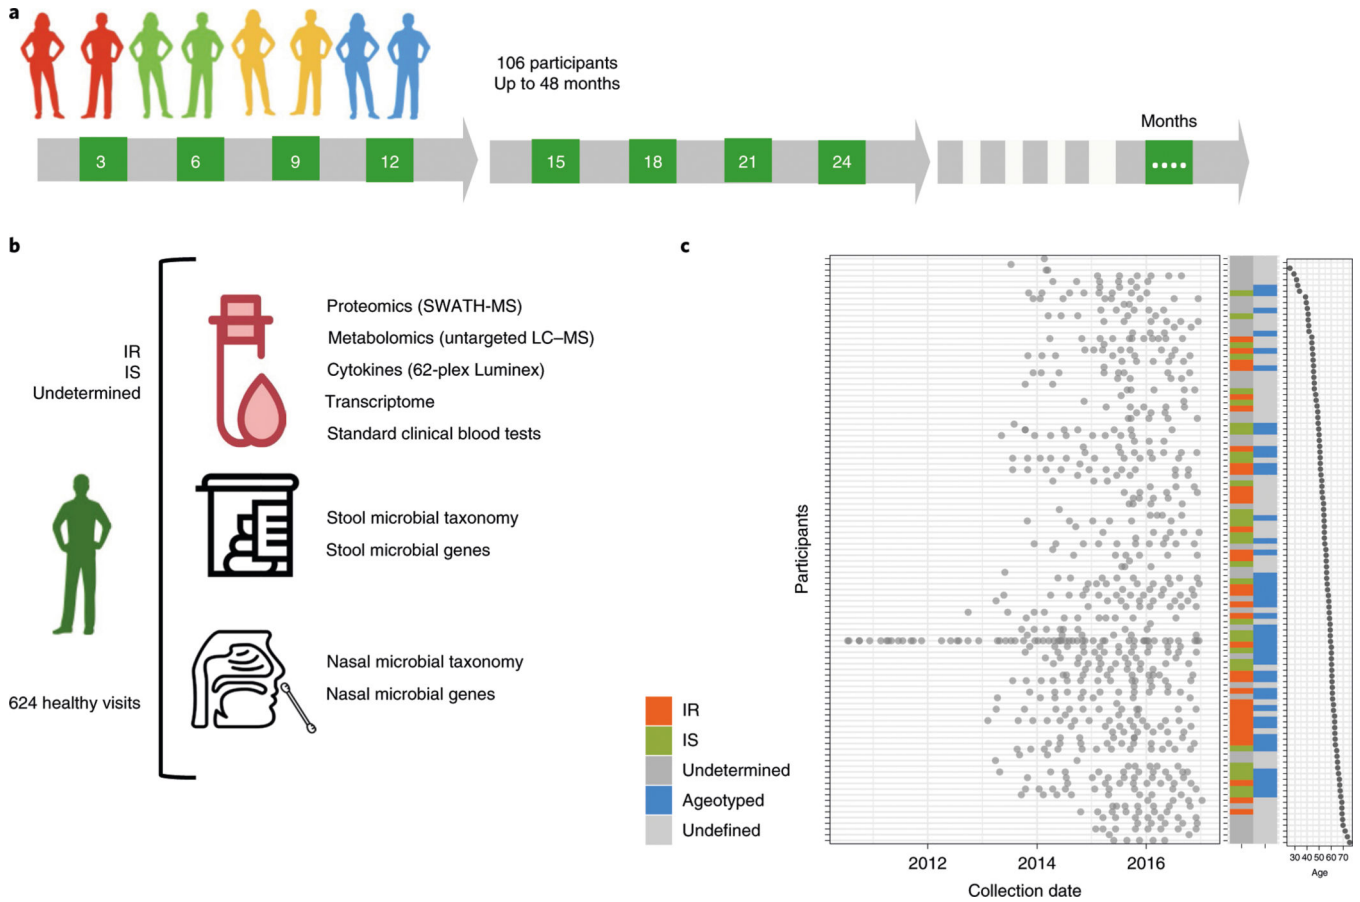 a
106 participants
Up to 48 months
Months
3 6 9 12 15 18 21 24 ....
b
IR
IS
Undetermined
Proteomics (SWATH-MS)
Metabolomics (untargeted LC–MS)
Cytokines (62-plex Luminex)
Transcriptome
Standard clinical blood tests
Stool microbial taxonomy
Stool microbial genes
Nasal microbial taxonomy
Nasal microbial genes
624 healthy visits
c
Participants
IR
IS
Undetermined
Ageotyped
Undefined
2012 2014 2016
Collection date
30 40 50 60 70
Age